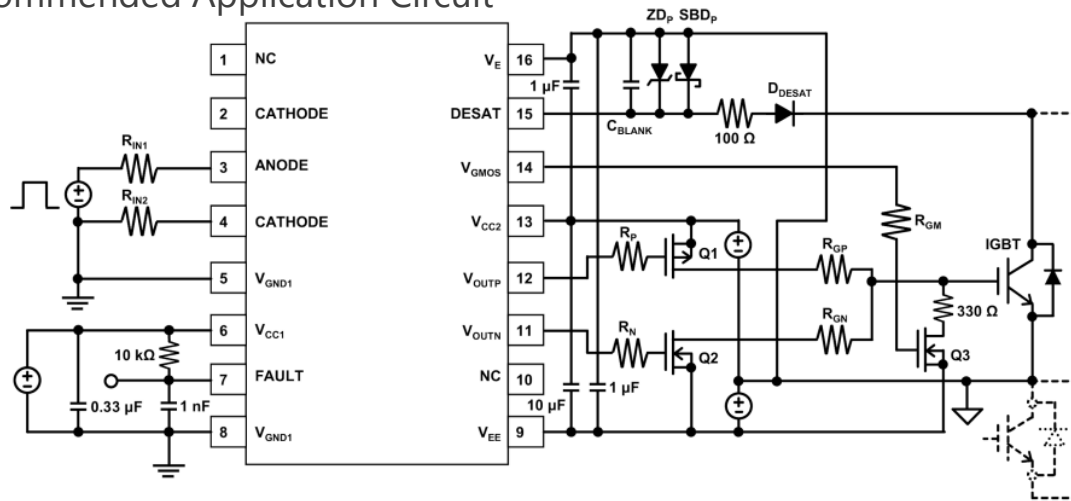 ommended Application Circuit
ZDP SBDP
1 NC
2 CATHODE
3 ANODE
4 CATHODE
5 VGND1
6 VCC1
7 FAULT
8 VGND1
VE 16
DESAT 15
VGMOS 14
VCC2 13
VOUTP 12
VOUTN 11
NC 10
VEE 9
RIN1
RIN2
10 kΩ
0.33 µF
1 nF
1 µF
CBLANK
100 Ω
DDESAT
RP
Q1
RGP
RGM
IGBT
RN
Q2
RGN
330 Ω
Q3
10 µF
1 µF